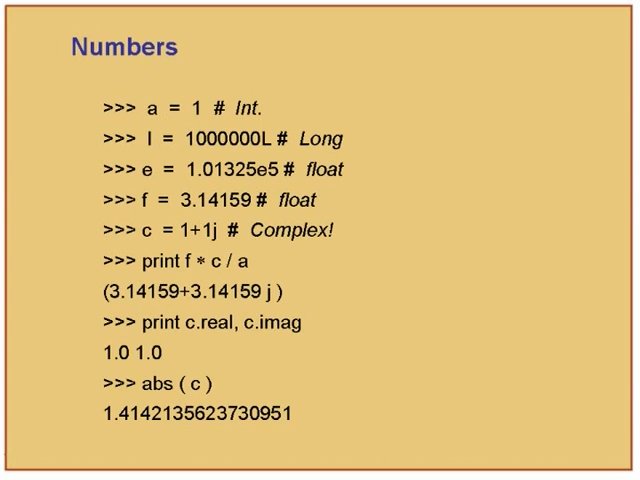 Numbers
>>> a = 1 # Int.
>>> l = 1000000L # Long
>>> e = 1.01325e5 # float
>>> f = 3.14159 # float
>>> c = 1+1j # Complex!
>>> print f * c / a
(3.14159+3.14159 j )
>>> print c.real, c.imag
1.0 1.0
>>> abs ( c )
1.4142135623730951